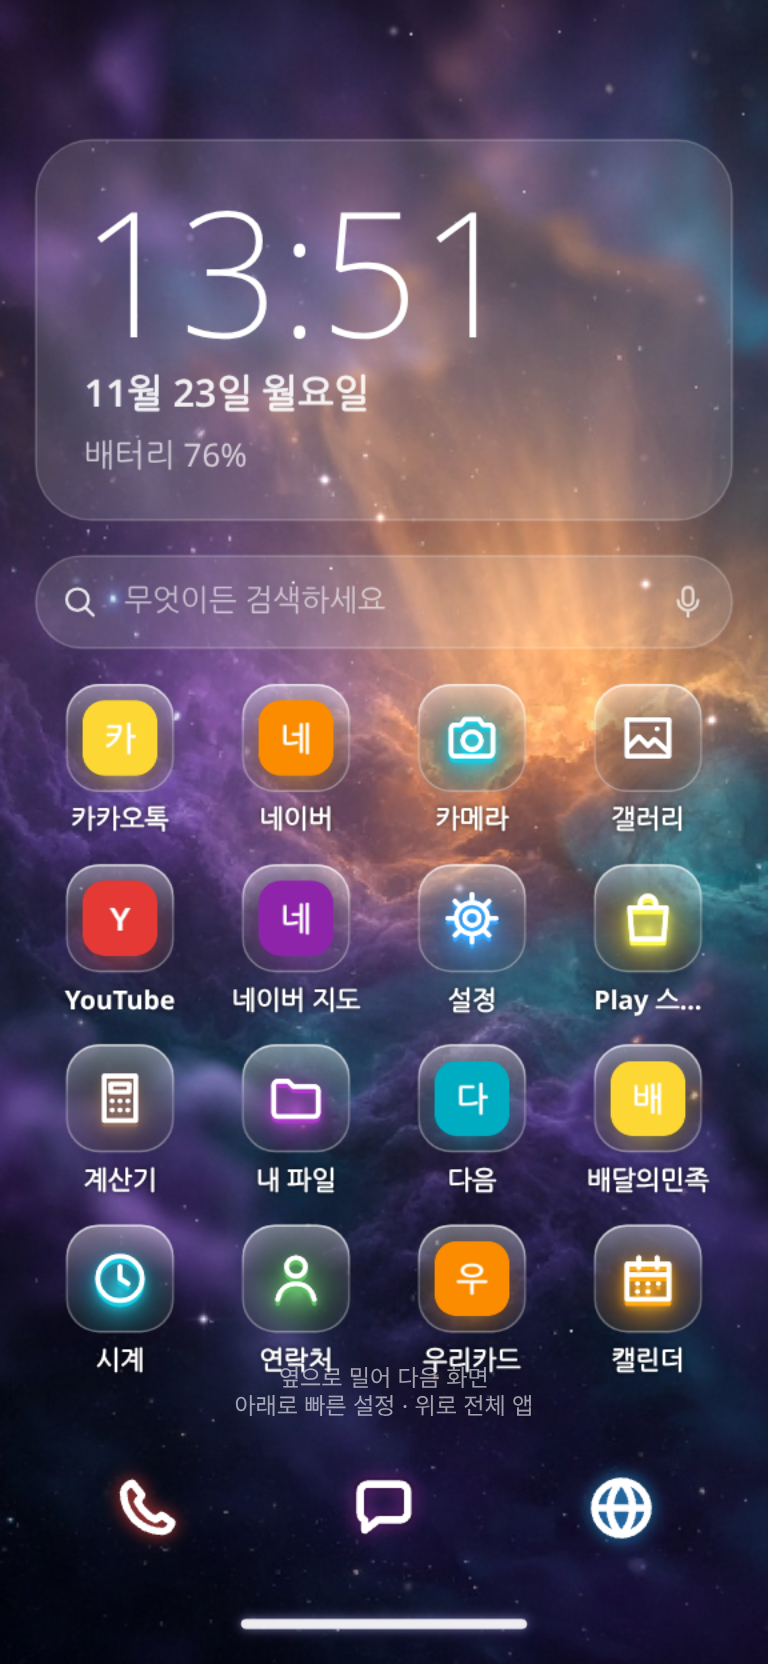 13:51
11월 23일 월요일
배터리 76%
무엇이든 검색하세요
카 네
카카오톡 네이버 카메라 갤러리
Y 네
YouTube 네이버 지도 설정 Play 스...
다 배
계산기 내 파일 다음 배달의민족
우
시계 연락처 우리카드 캘린더
옆으로 밀어 다음 화면
아래로 빠른 설정 · 위로 전체 앱